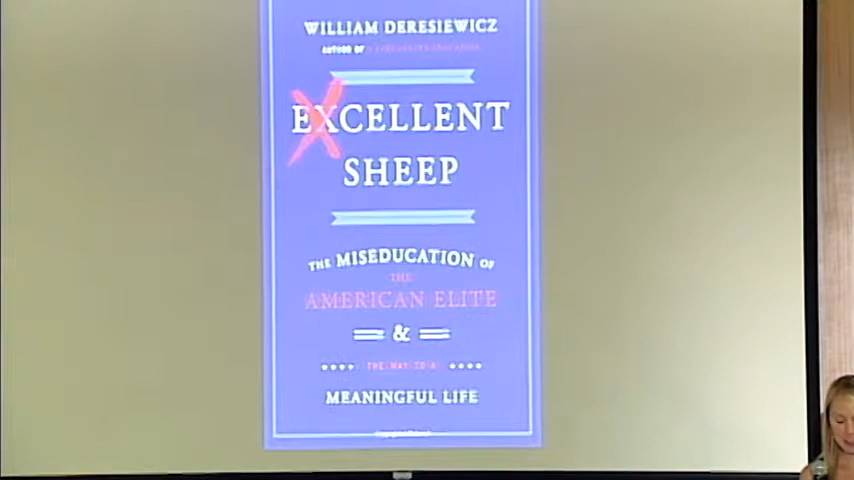 WILLIAM DERESIEWICZ
AUTHOR OF
EXCELLENT
SHEEP
THE MISEDUCATION OF
THE
AMERICAN ELITE
&
THE WAY TO A
MEANINGFUL LIFE